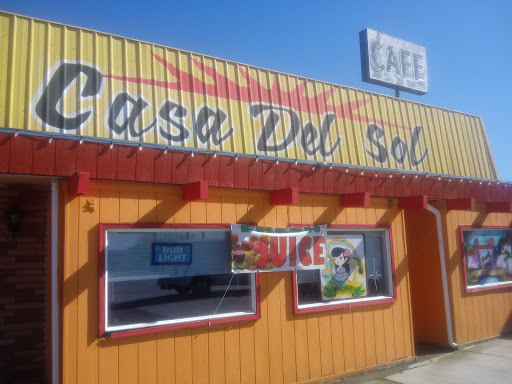 CAFE
Casa Del Sol
BUD
LIGHT
JUICE